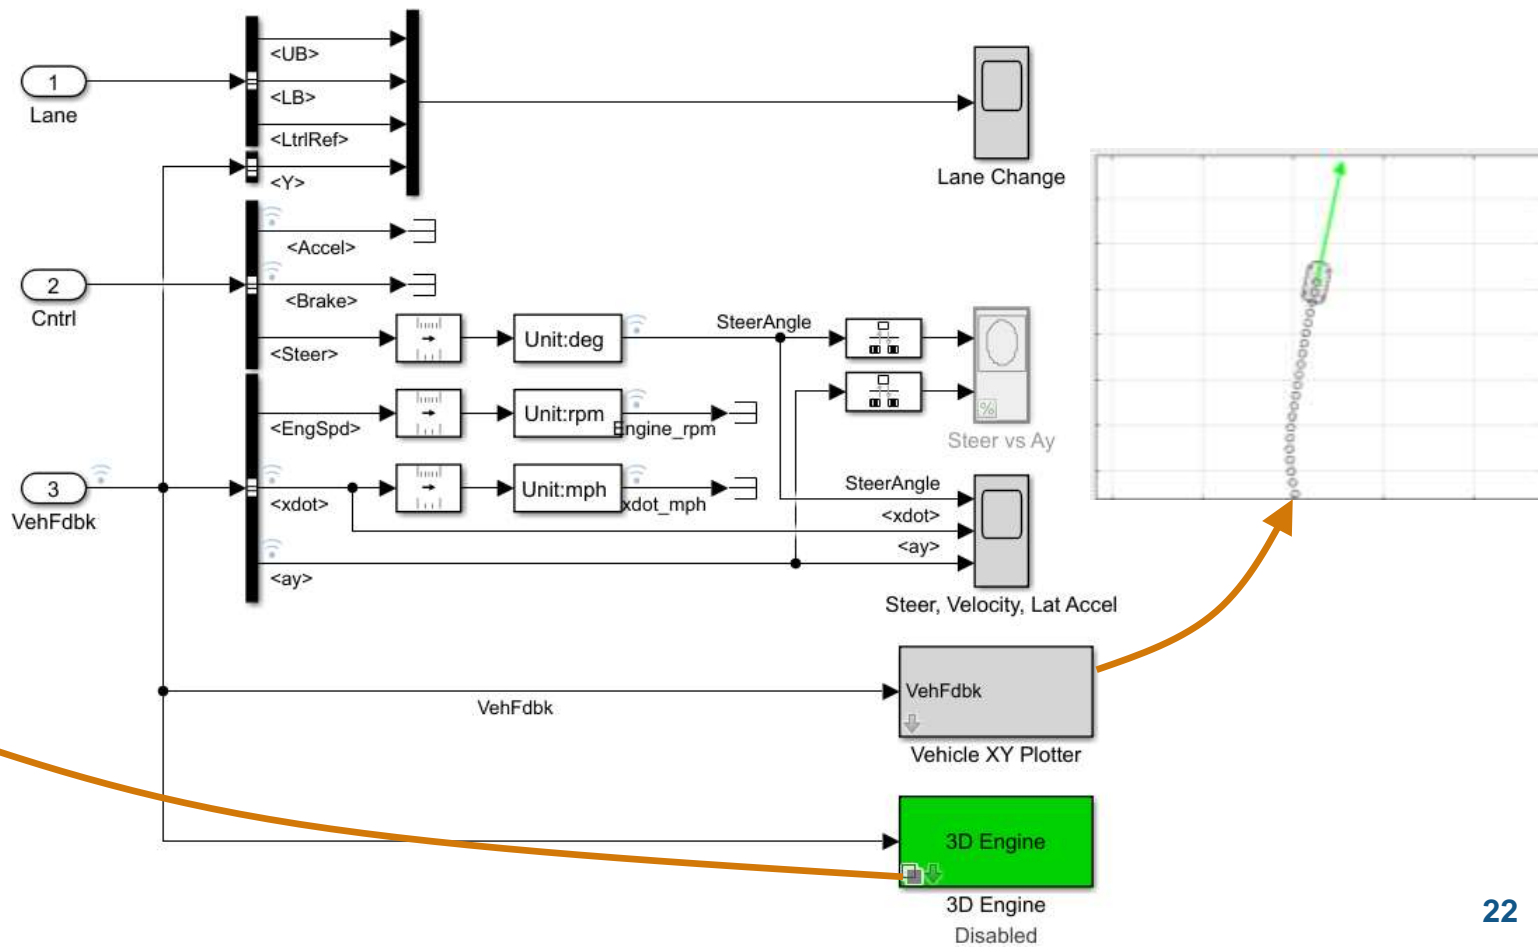 <UB>
1
<LB>
Lane
<LtrlRef>
<Y>
Lane Change
<Accel>
2
<Brake>
Cntrl
<Steer>
Unit:deg
SteerAngle
%
Steer vs Ay
<EngSpd>
Unit:rpm
Engine_rpm
3
VehFdbk
<xdot>
Unit:mph
xdot_mph
SteerAngle
<xdot>
<ay>
<ay>
Steer, Velocity, Lat Accel
VehFdbk
VehFdbk
Vehicle XY Plotter
3D Engine
3D Engine
Disabled
22